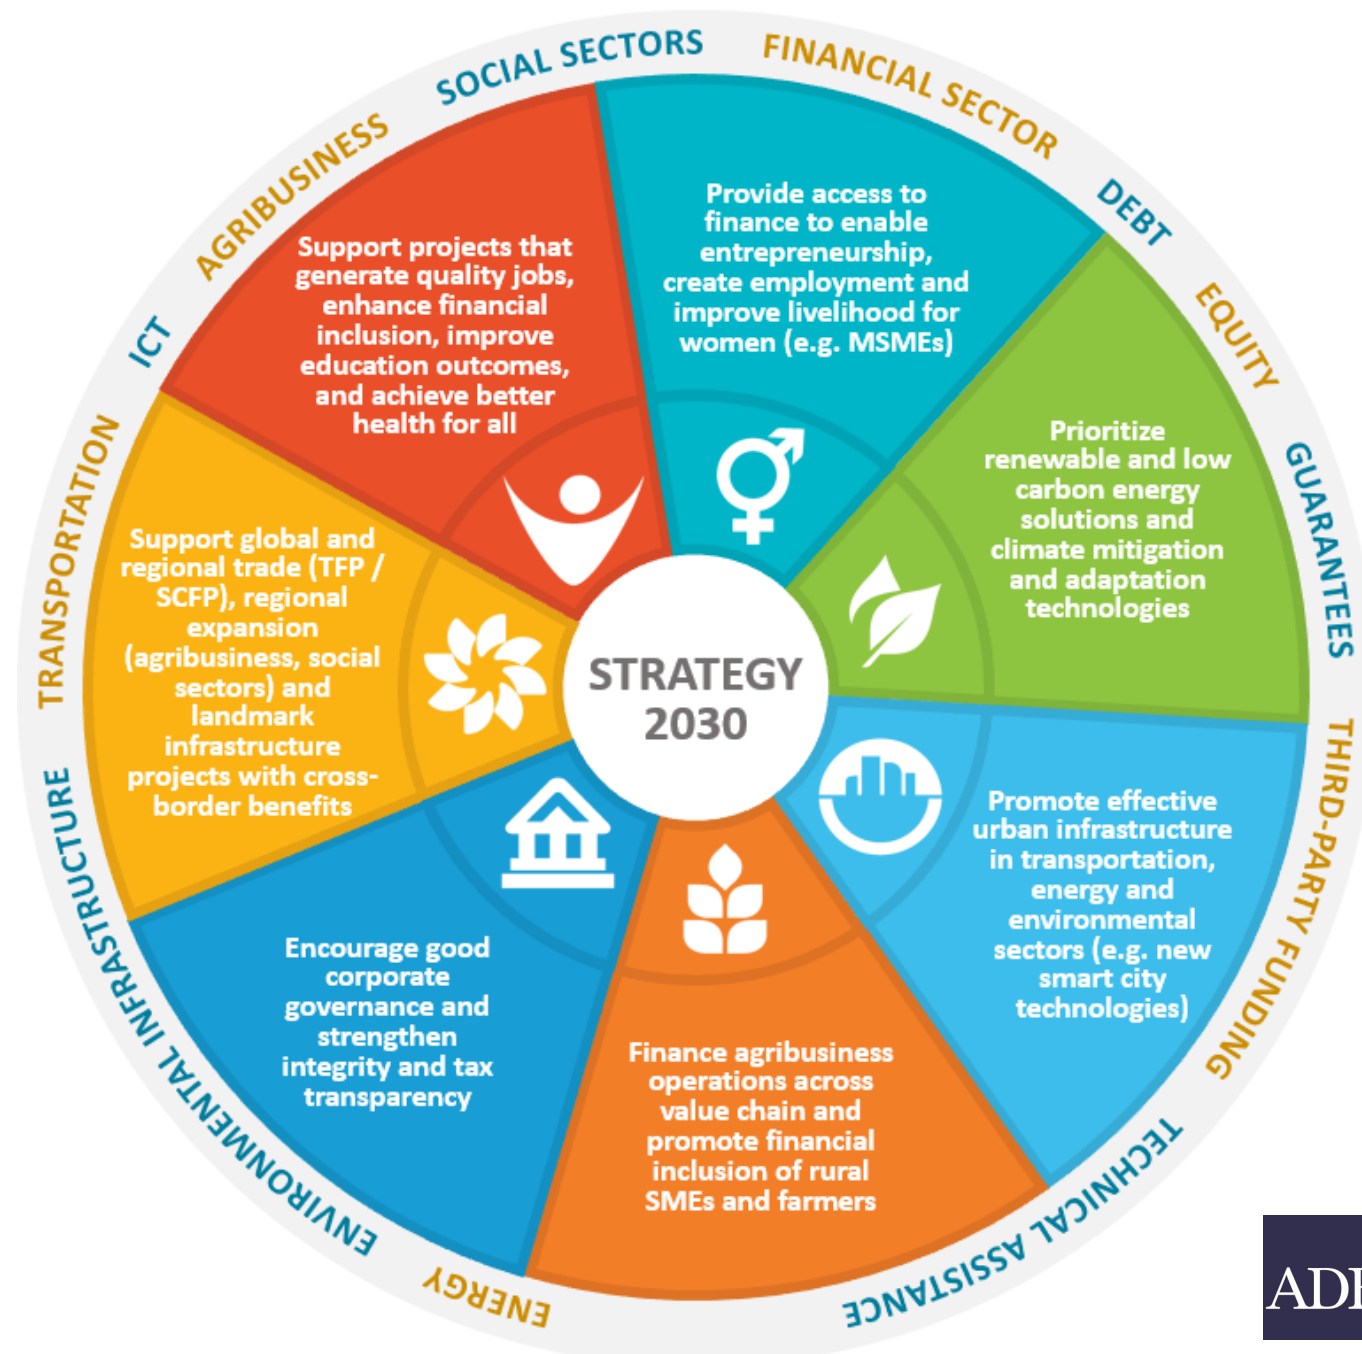 SOCIAL SECTORS
FINANCIAL SECTOR
DEBT
EQUITY
GUARANTEES
THIRD-PARTY FUNDING
TECHNICAL ASSISTANCE
ENERGY
ENVIRONMENTAL INFRASTRUCTURE
TRANSPORTATION
ICT
AGRIBUSINESS
Provide access to
finance to enable
entrepreneurship,
create employment and
improve livelihood for
women (e.g. MSMEs)
Prioritize
renewable and low
carbon energy
solutions and
climate mitigation
and adaptation
technologies
Promote effective
urban infrastructure
in transportation,
energy and
environmental
sectors (e.g. new
smart city
technologies)
Finance agribusiness
operations across
value chain and
promote financial
inclusion of rural
SMEs and farmers
Encourage good
corporate
governance and
strengthen
integrity and tax
transparency
Support global and
regional trade (TFP /
SCFP), regional
expansion
(agribusiness, social
sectors) and
landmark
infrastructure
projects with cross-
border benefits
Support projects that
generate quality jobs,
enhance financial
inclusion, improve
education outcomes,
and achieve better
health for all
STRATEGY
2030